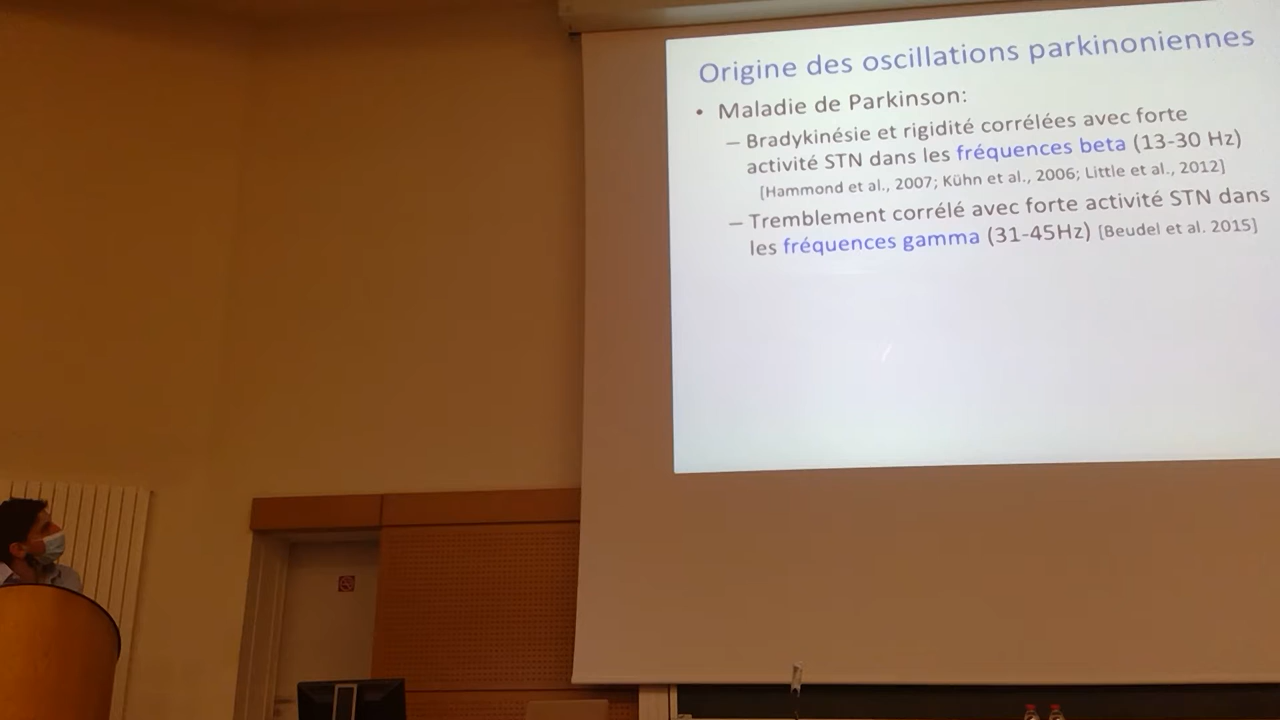 Origine des oscillations parkinoniennes
• Maladie de Parkinson:
– Bradykinésie et rigidité corrélées avec forte
activité STN dans les fréquences beta (13-30 Hz)
[Hammond et al., 2007; Kühn et al., 2006; Little et al., 2012]
– Tremblement corrélé avec forte activité STN dans
les fréquences gamma (31-45Hz) [Beudel et al. 2015]